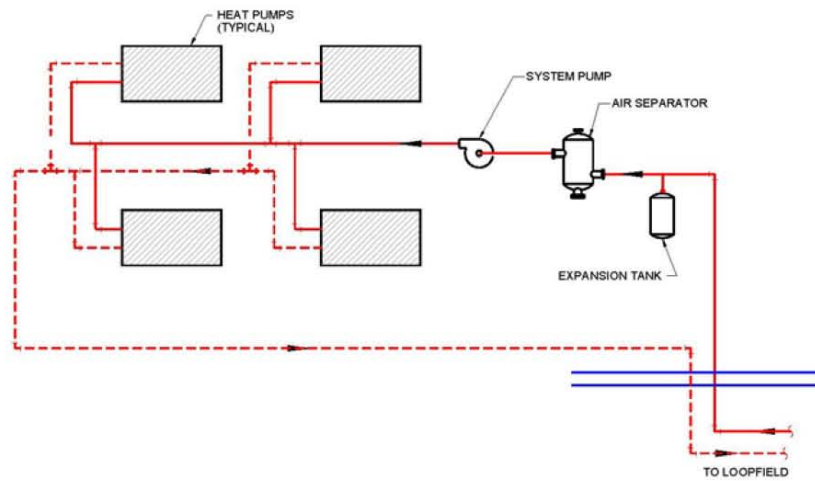 HEAT PUMPS
(TYPICAL)
SYSTEM PUMP
AIR SEPARATOR
EXPANSION TANK
TO LOOPFIELD